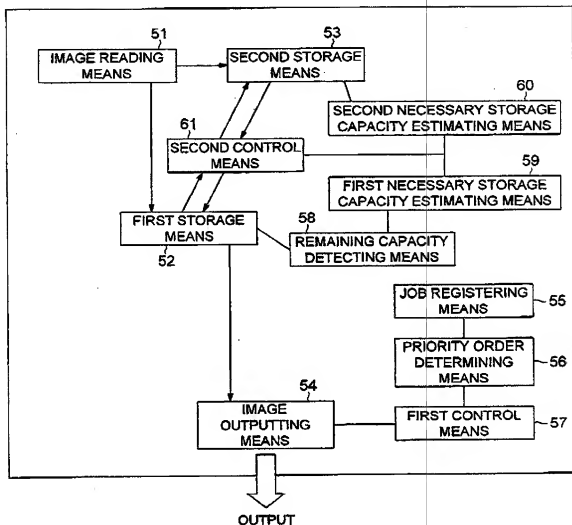 51
IMAGE READING
MEANS
53
SECOND STORAGE
MEANS
60
SECOND NECESSARY STORAGE
CAPACITY ESTIMATING MEANS
61
SECOND CONTROL
MEANS
59
FIRST NECESSARY STORAGE
CAPACITY ESTIMATING MEANS
FIRST STORAGE
MEANS
52
58
REMAINING CAPACITY
DETECTING MEANS
JOB REGISTERING
MEANS
55
PRIORITY ORDER
DETERMINING
MEANS
56
54
IMAGE
OUTPUTTING
MEANS
FIRST CONTROL
MEANS
57
OUTPUT